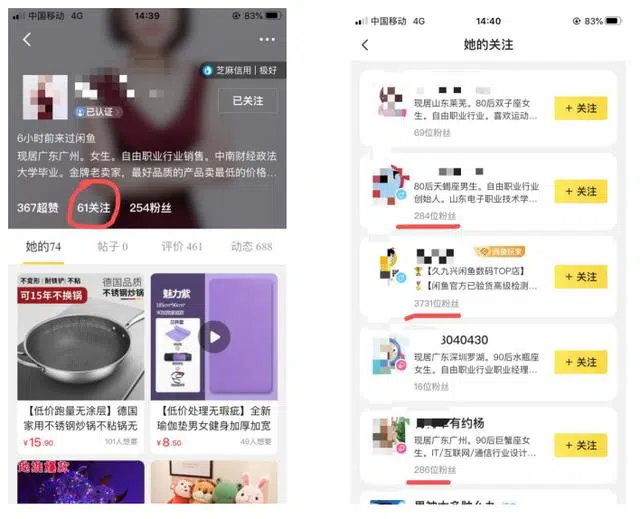 中国移动 4G
14:39
83%
芝麻信用 | 极好
已认证
已关注
6小时前来过闲鱼
现居广东广州。女生。自由职业行业销售。中南财经政法
大学毕业。金牌老卖家,最好品质的产品卖最低的价格…
367超赞 61关注 254粉丝
她的74 帖子 0 评价 461 动态 688
不变形 / 耐铁铲 / 不粘
可15年不换锅
德国品质
不锈钢炒锅
【低价跑量无涂层】德国
家用不锈钢炒锅不粘锅无
¥15.90 101人想要
魅力紫
185cm*90cm
【低价处理无瑕疵】全新
瑜伽垫男女健身加厚加宽
¥8.50 49人想要
地推爆款
中国移动 4G
14:40
83%
她的关注
现居山东莱芜。80后双子座女
生。自由职业行业。喜欢运动…
69位粉丝
+ 关注
80后天蝎座男生。自由职业行业
创始人。山东电子职业技术学…
284位粉丝
+ 关注
闲鱼玩家
【久久兴闲鱼数码TOP店】
【闲鱼官方已验货高级检测…
3731位粉丝
+ 关注
3040430
现居广东深圳罗湖。90后水瓶座
女生。自由职业行业职业经理…
16位粉丝
+ 关注
有约杨
现居广东广州。90后巨蟹座女
生。IT/互联网/通信行业设计…
286位粉丝
+ 关注